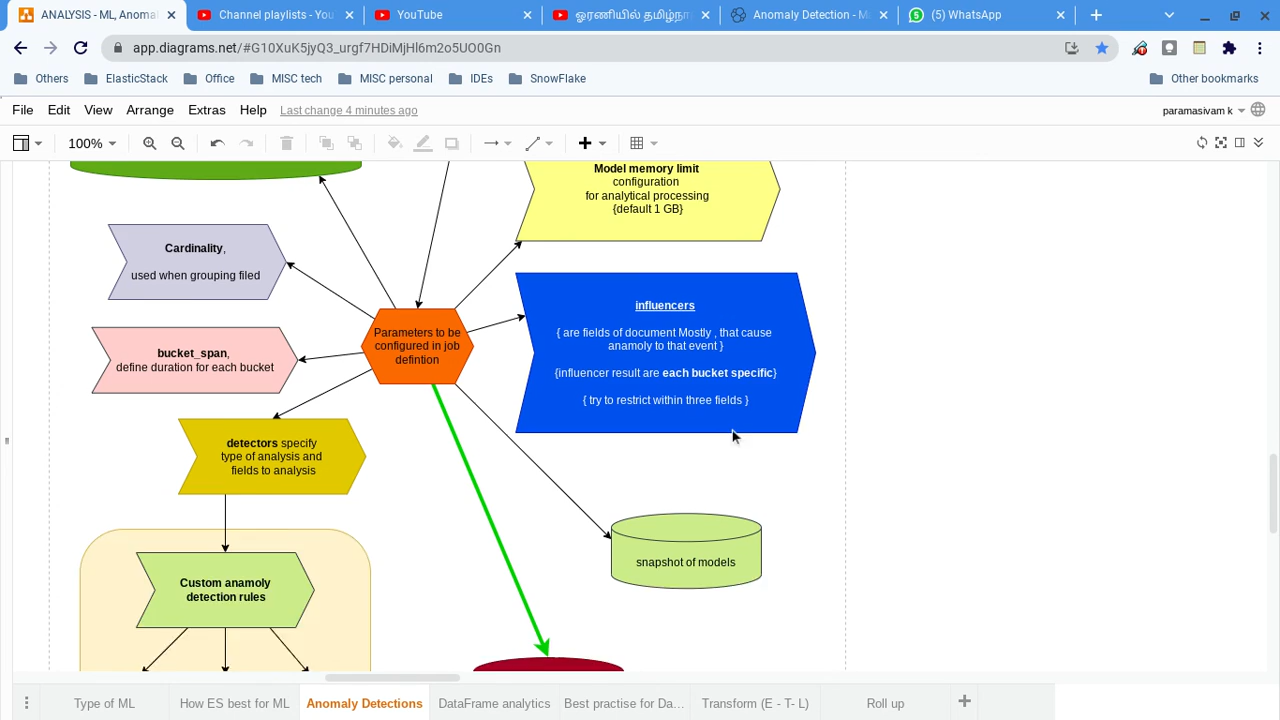 ANALYSIS - ML, Anomal
Channel playlists - You
YouTube
ஓரணியில் தமிழ்நா
Anomaly Detection - Ma
(5) WhatsApp
app.diagrams.net/#G10XuK5jyQ3_urgf7HDiMjHl6m2o5UO0Gn
Others
ElasticStack
Office
MISC tech
MISC personal
IDEs
SnowFlake
Other bookmarks
File
Edit
View
Arrange
Extras
Help
Last change 4 minutes ago
paramasivam k
100%
Model memory limit
configuration
for analytical processing
{default 1 GB}
Cardinality,
used when grouping filed
influencers
{ are fields of document Mostly , that cause
anamoly to that event }
{influencer result are each bucket specific}
{ try to restrict within three fields }
Parameters to be
configured in job
defintion
bucket_span,
define duration for each bucket
detectors specify
type of analysis and
fields to analysis
snapshot of models
Custom anamoly
detection rules
Type of ML
How ES best for ML
Anomaly Detections
DataFrame analytics
Best practise for Da...
Transform (E - T- L)
Roll up